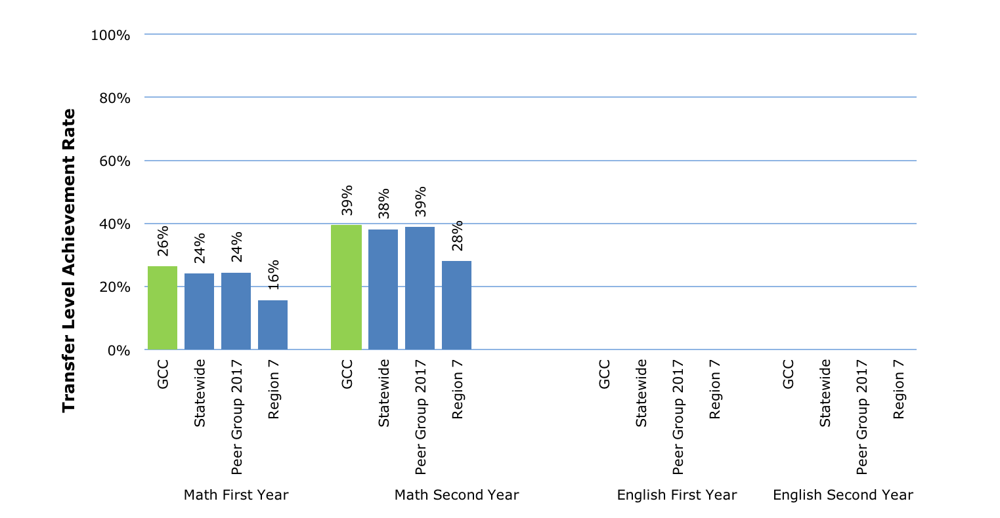 Transfer Level Achievement Rate
100%
80%
60%
40%
20%
0%
26%
24%
24%
16%
39%
38%
39%
28%
GCC
Statewide
Peer Group 2017
Region 7
GCC
Statewide
Peer Group 2017
Region 7
GCC
Statewide
Peer Group 2017
Region 7
GCC
Statewide
Peer Group 2017
Region 7
Math First Year
Math Second Year
English First Year
English Second Year